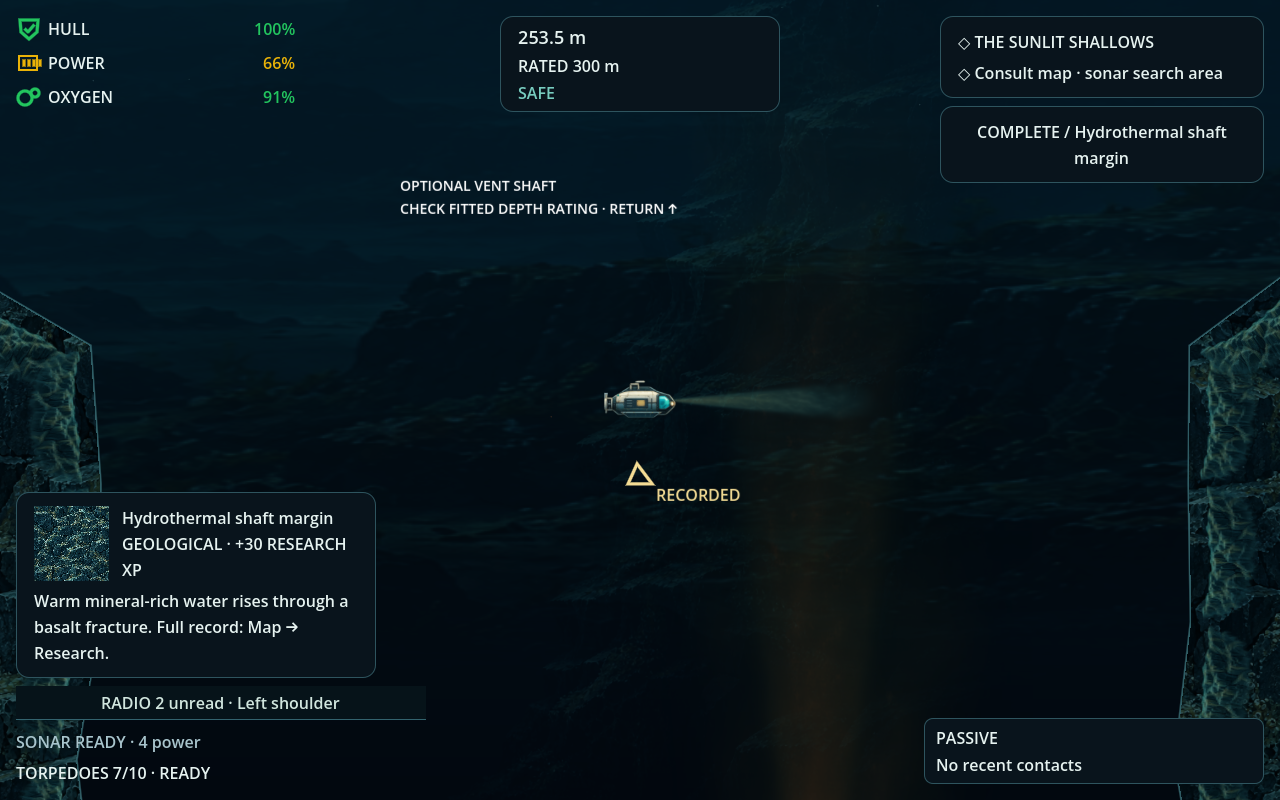 HULL 100%
POWER 66%
OXYGEN 91%
253.5 m
RATED 300 m
SAFE
◇ THE SUNLIT SHALLOWS
◇ Consult map · sonar search area
COMPLETE / Hydrothermal shaft
margin
OPTIONAL VENT SHAFT
CHECK FITTED DEPTH RATING · RETURN ↑
RECORDED
Hydrothermal shaft margin
GEOLOGICAL · +30 RESEARCH
XP
Warm mineral-rich water rises through a
basalt fracture. Full record: Map →
Research.
RADIO 2 unread · Left shoulder
SONAR READY · 4 power
TORPEDOES 7/10 · READY
PASSIVE
No recent contacts